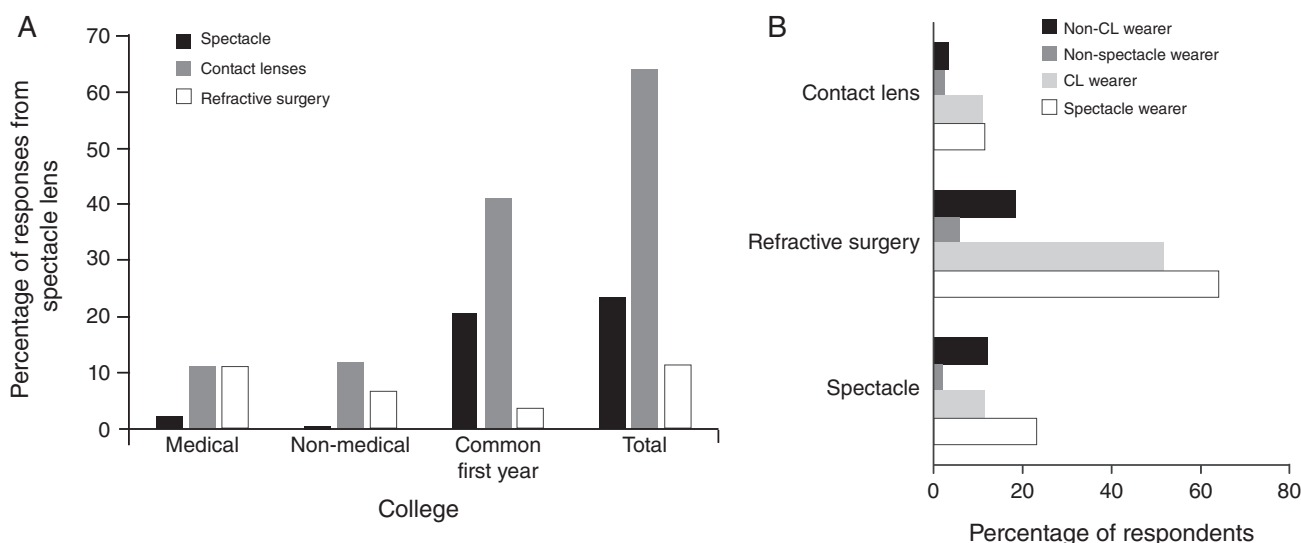 A
Percentage of responses from
spectacle lens
70
60
50
40
30
20
10
0
Spectacle
Contact lenses
Refractive surgery
Medical
Non-medical
Common
first year
Total
College
B
Non-CL wearer
Non-spectacle wearer
CL wearer
Spectacle wearer
Contact lens
Refractive surgery
Spectacle
0
20
40
60
80
Percentage of respondents